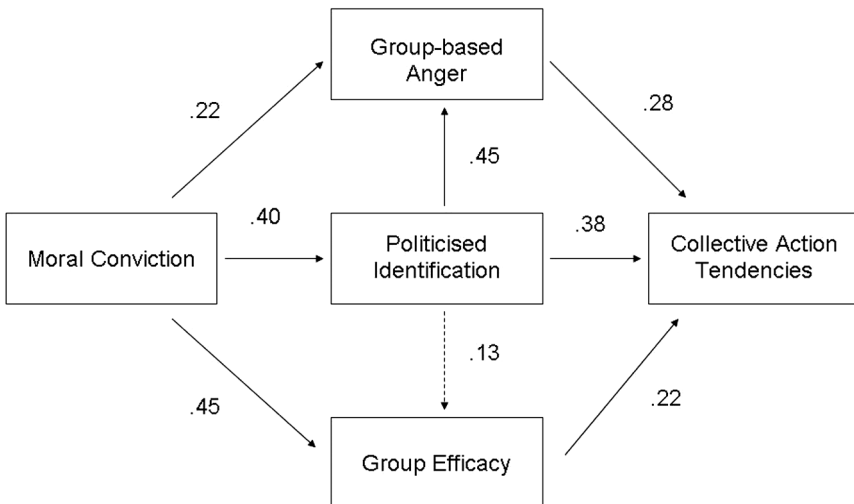 Group-based
Anger
.22
.28
.45
.40
.38
Moral Conviction
Politicised
Identification
Collective Action
Tendencies
.13
.45
.22
Group Efficacy